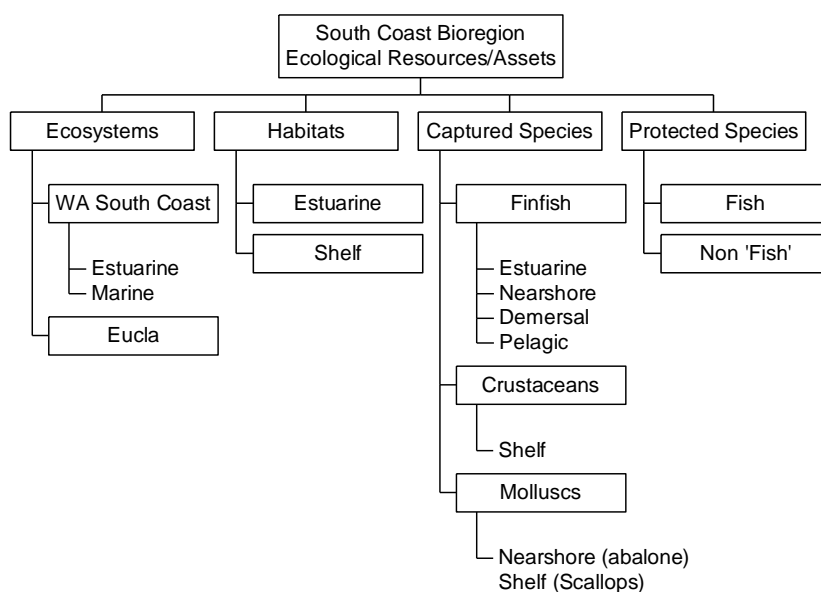 South Coast Bioregion
Ecological Resources/Assets
Ecosystems
Habitats
Captured Species
Protected Species
WA South Coast
Estuarine
Marine
Eucla
Estuarine
Shelf
Finfish
Estuarine
Nearshore
Demersal
Pelagic
Crustaceans
Shelf
Molluscs
Nearshore (abalone)
Shelf (Scallops)
Fish
Non 'Fish'